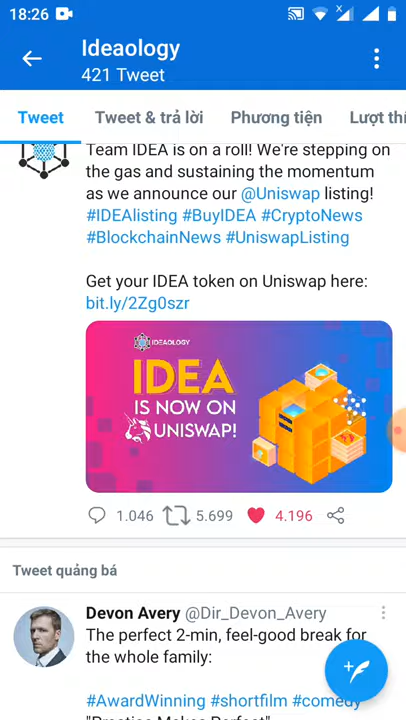 18:26
Ideaology
421 Tweet
Tweet
Tweet & trả lời
Phương tiện
Lượt thí
Team IDEA is on a roll! We're stepping on
the gas and sustaining the momentum
as we announce our @Uniswap listing!
#IDEAlisting #BuyIDEA #CryptoNews
#BlockchainNews #UniswapListing
Get your IDEA token on Uniswap here:
bit.ly/2Zg0szr
IDEAOLOGY
IDEA
IS NOW ON
UNISWAP!
1.046
5.699
4.196
Tweet quảng bá
Devon Avery @Dir_Devon_Avery
The perfect 2-min, feel-good break for
the whole family:
#AwardWinning #shortfilm #comedy
"Practice Makes Perfect"